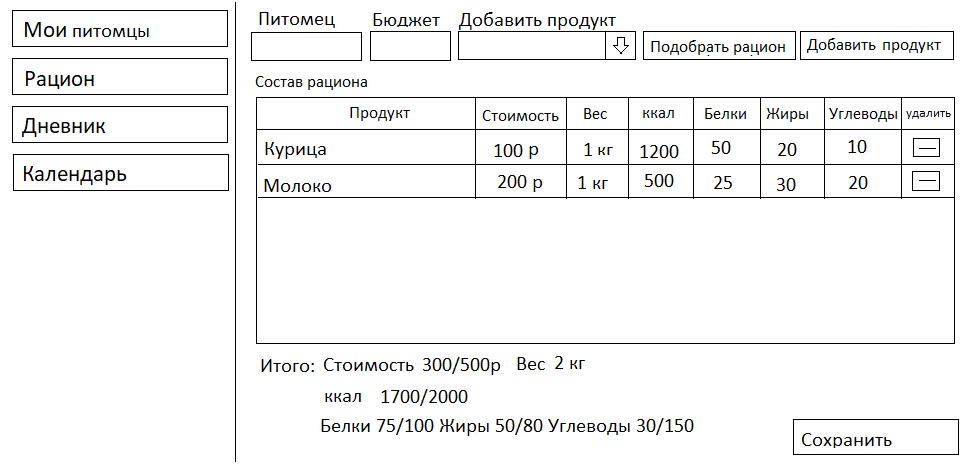 Мои питомцы
Рацион
Дневник
Календарь
Питомец Бюджет Добавить продукт
Подобрать рацион Добавить продукт
Состав рациона
Продукт Стоимость Вес ккал Белки Жиры Углеводы удалить
Курица 100 р 1 кг 1200 50 20 10
Молоко 200 р 1 кг 500 25 30 20
Итого: Стоимость 300/500р Вес 2 кг
ккал 1700/2000
Белки 75/100 Жиры 50/80 Углеводы 30/150
Сохранить